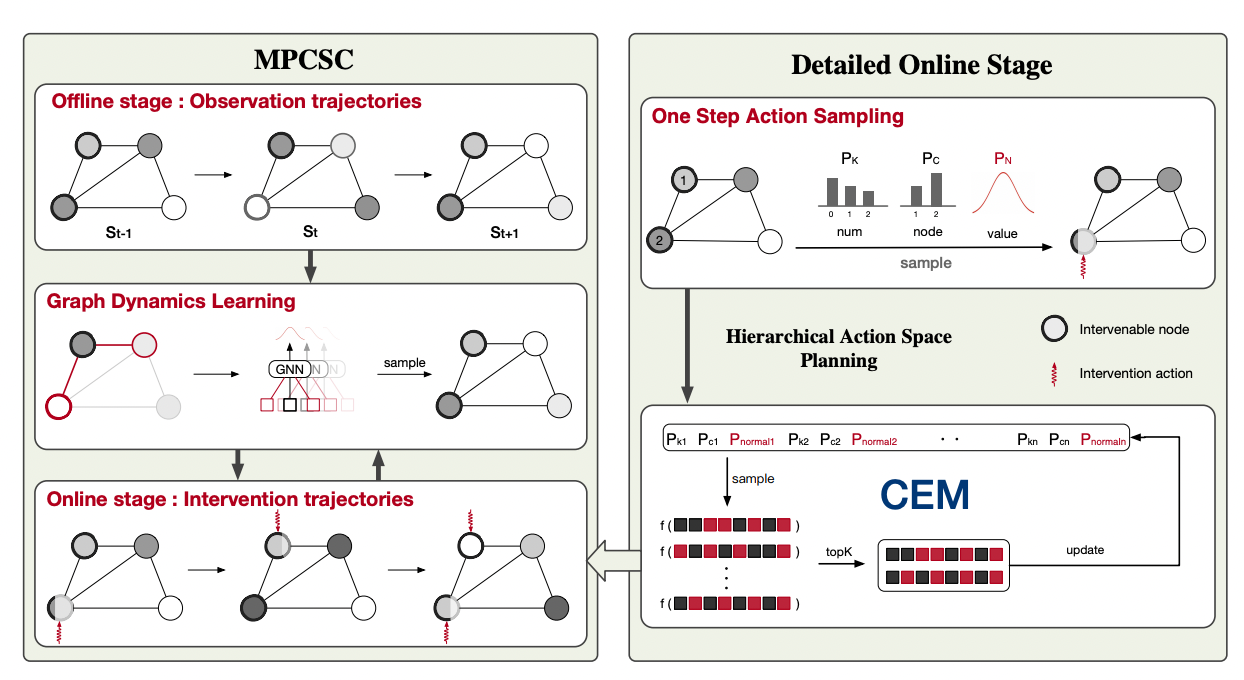 MPCSC
Offline stage : Observation trajectories
St-1
St
St+1
Graph Dynamics Learning
GNN
N
N
sample
Online stage : Intervention trajectories
Detailed Online Stage
One Step Action Sampling
1
2
PK
PC
PN
0 1 2
1 2
num
node
value
sample
Hierarchical Action Space
Planning
Intervenable node
Intervention action
Pk1 Pc1 Pnormal1 Pk2 Pc2 Pnormal2 · · Pkn Pcn Pnormaln
sample
CEM
f ( )
f ( )
f ( )
topK
update